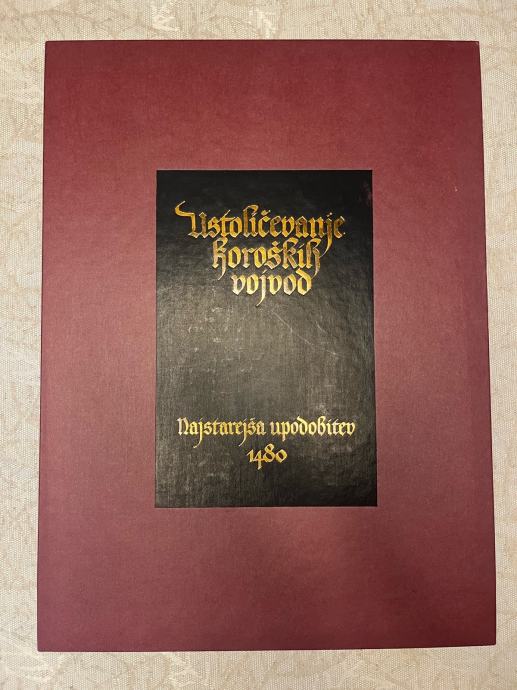 Ustoličevanje
koroških
vojvod
Najstarejša upodobitev
1480